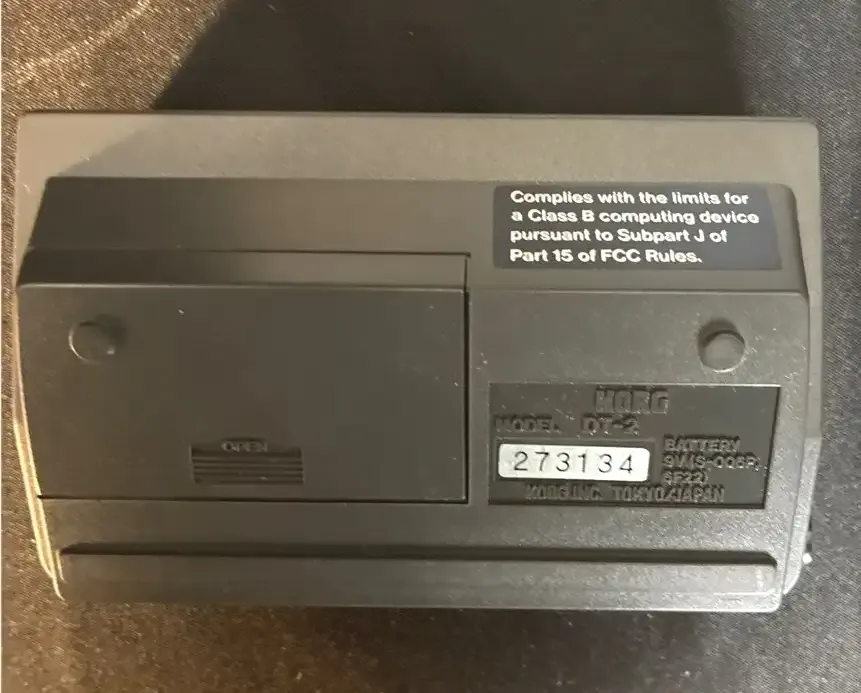 Complies with the limits for
a Class B computing device
pursuant to Subpart J of
Part 15 of FCC Rules.
OPEN
KORG
MODEL DT-2
273134
BATTERY
9V(S-006P,
6F22)
KORG INC. TOKYO/JAPAN